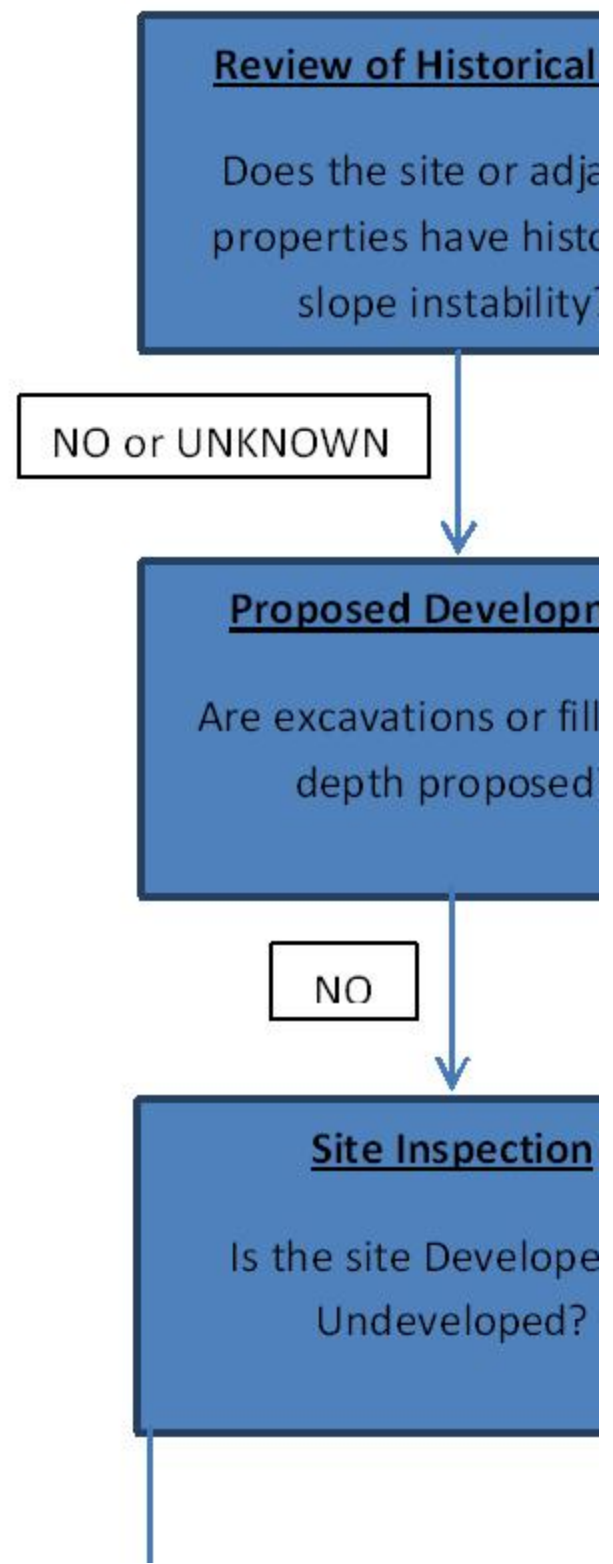 Review of Historical
Does the site or adja
properties have histo
slope instability?
NO or UNKNOWN
Proposed Developm
Are excavations or fill
depth proposed?
NO
Site Inspection
Is the site Develope
Undeveloped?